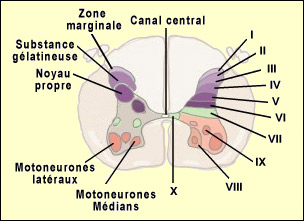 Zone
marginale
Canal central
Substance
gélatineuse
Noyau
propre
I
II
III
IV
V
VI
VII
IX
VIII
X
Motoneurones
latéraux
Motoneurones
Médians